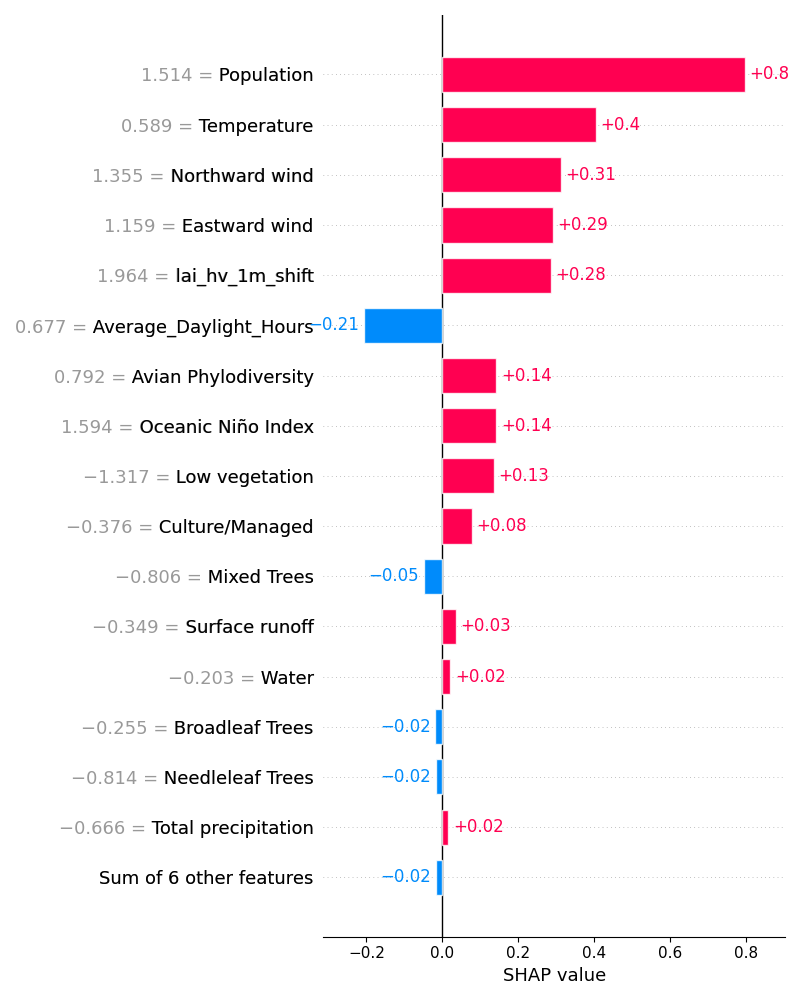 1.514 = Population +0.8
0.589 = Temperature +0.4
1.355 = Northward wind +0.31
1.159 = Eastward wind +0.29
1.964 = lai_hv_1m_shift +0.28
0.677 = Average_Daylight_Hours −0.21
0.792 = Avian Phylodiversity +0.14
1.594 = Oceanic Niño Index +0.14
−1.317 = Low vegetation +0.13
−0.376 = Culture/Managed +0.08
−0.806 = Mixed Trees −0.05
−0.349 = Surface runoff +0.03
−0.203 = Water +0.02
−0.255 = Broadleaf Trees −0.02
−0.814 = Needleleaf Trees −0.02
−0.666 = Total precipitation +0.02
Sum of 6 other features −0.02
−0.2 0.0 0.2 0.4 0.6 0.8
SHAP value